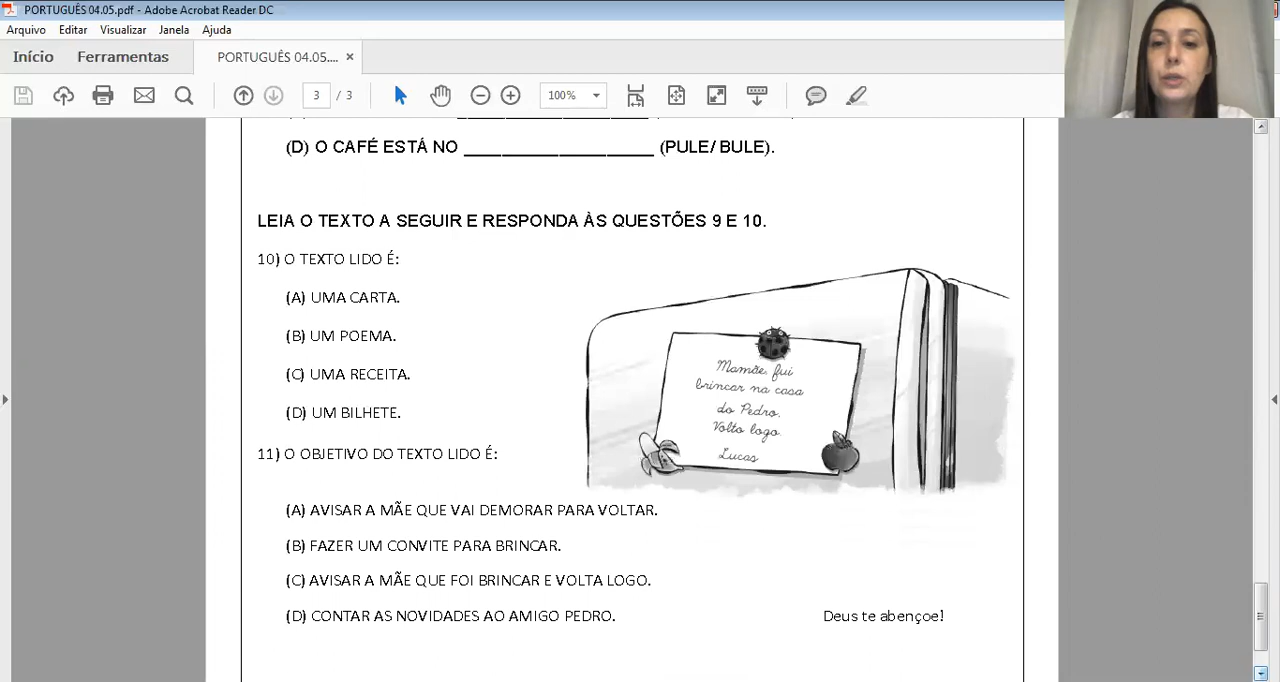 PORTUGUÊS 04.05.pdf - Adobe Acrobat Reader DC
Arquivo Editar Visualizar Janela Ajuda
Início Ferramentas PORTUGUÊS 04.05....
3 / 3 100%
(D) O CAFÉ ESTÁ NO ____________________ (PULE/ BULE).
LEIA O TEXTO A SEGUIR E RESPONDA ÀS QUESTÕES 9 E 10.
10) O TEXTO LIDO É:
(A) UMA CARTA.
(B) UM POEMA.
(C) UMA RECEITA.
(D) UM BILHETE.
Mamãe, fui
brincar na casa
do Pedro.
Volto logo.
Lucas
11) O OBJETIVO DO TEXTO LIDO É:
(A) AVISAR A MÃE QUE VAI DEMORAR PARA VOLTAR.
(B) FAZER UM CONVITE PARA BRINCAR.
(C) AVISAR A MÃE QUE FOI BRINCAR E VOLTA LOGO.
(D) CONTAR AS NOVIDADES AO AMIGO PEDRO.
Deus te abençoe!